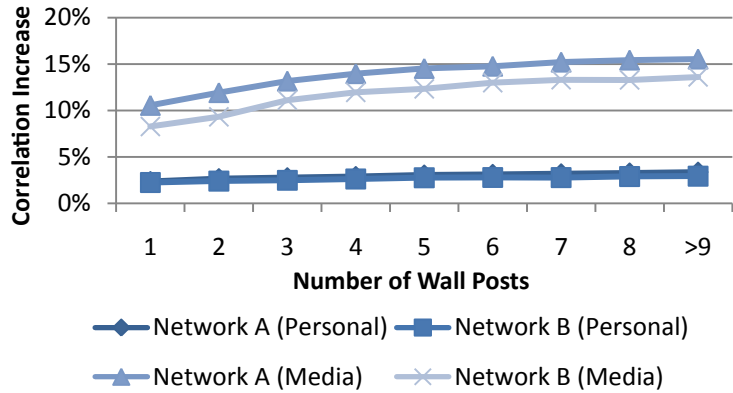 Correlation Increase
20%
15%
10%
5%
0%
1 2 3 4 5 6 7 8 >9
Number of Wall Posts
Network A (Personal) Network B (Personal)
Network A (Media) Network B (Media)